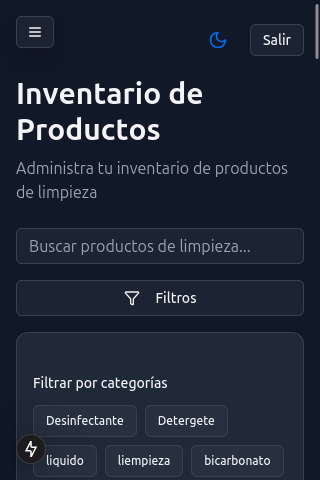 Salir
Inventario de
Productos
Administra tu inventario de productos
de limpieza
Buscar productos de limpieza...
Filtros
Filtrar por categorías
Desinfectante
Detergete
liquido
liempieza
bicarbonato